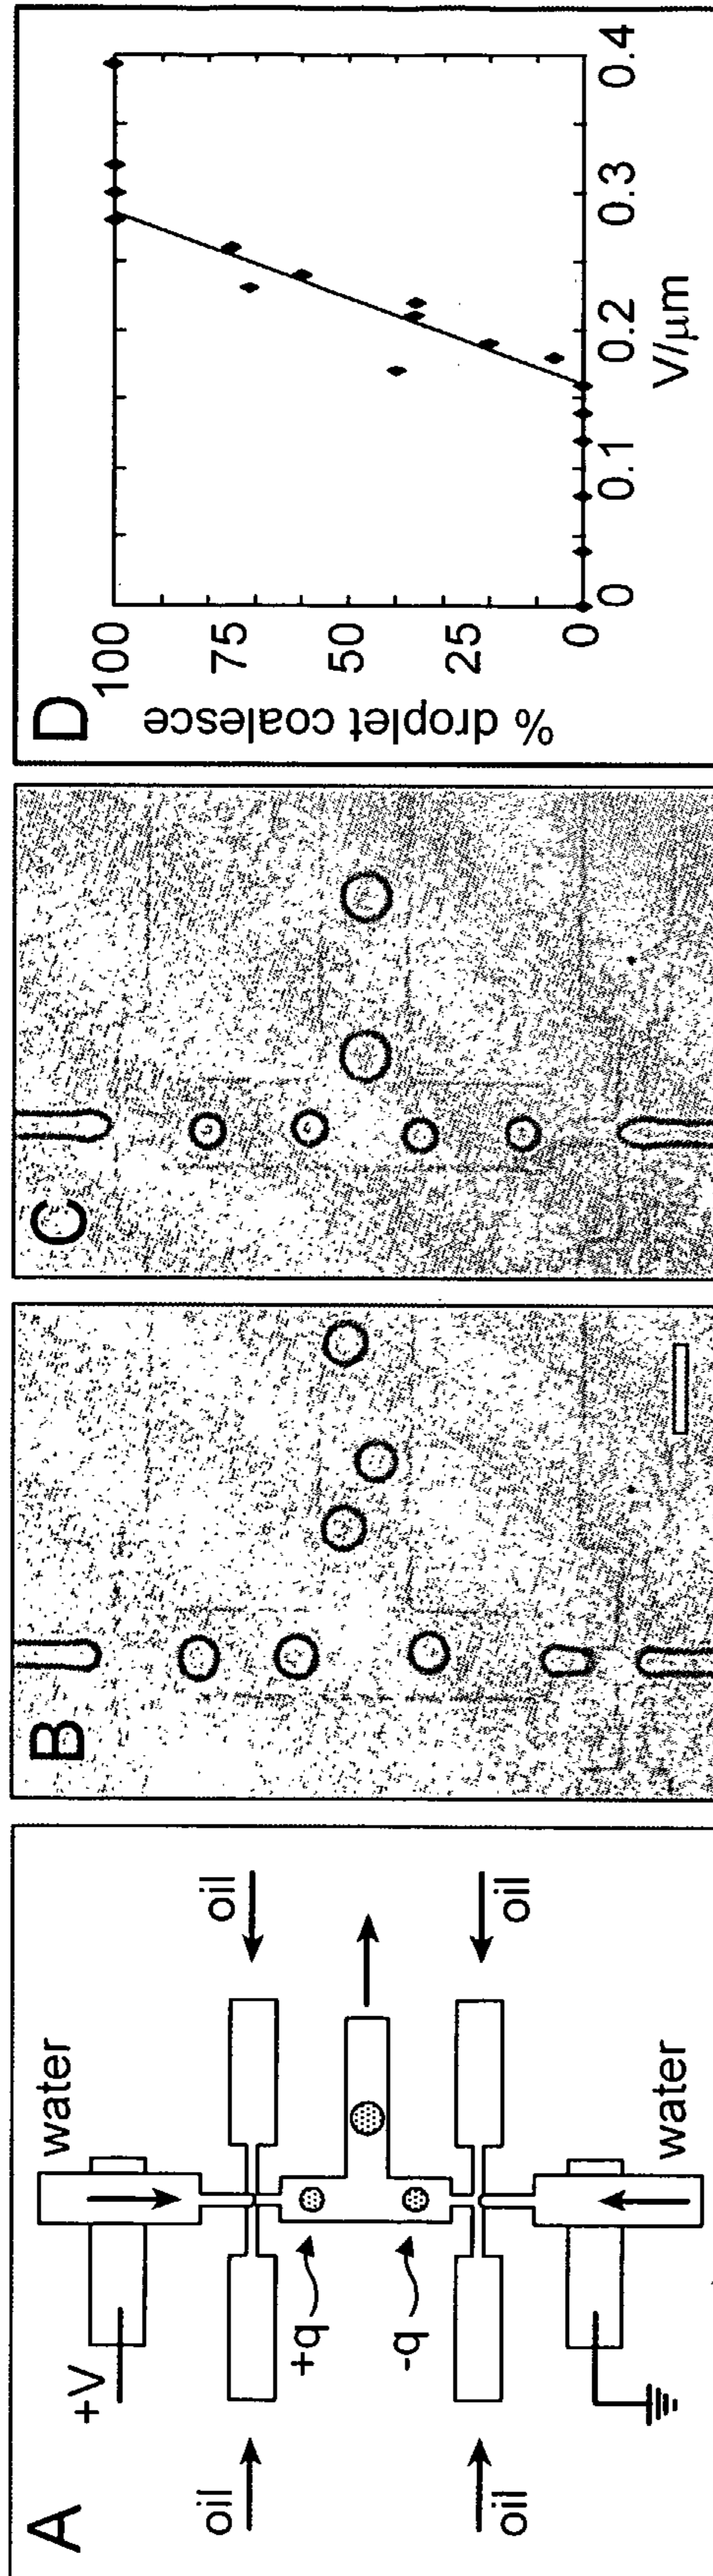 A
water
+V
oil
oil
+q
-q
oil
oil
water
B
C
D
100
75
50
25
0
% droplet coalesce
0
0.1
0.2
0.3
0.4
V/μm